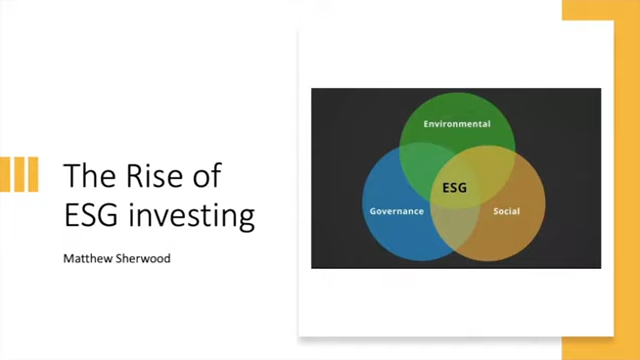 The Rise of
ESG investing
Matthew Sherwood
Environmental
ESG
Governance
Social